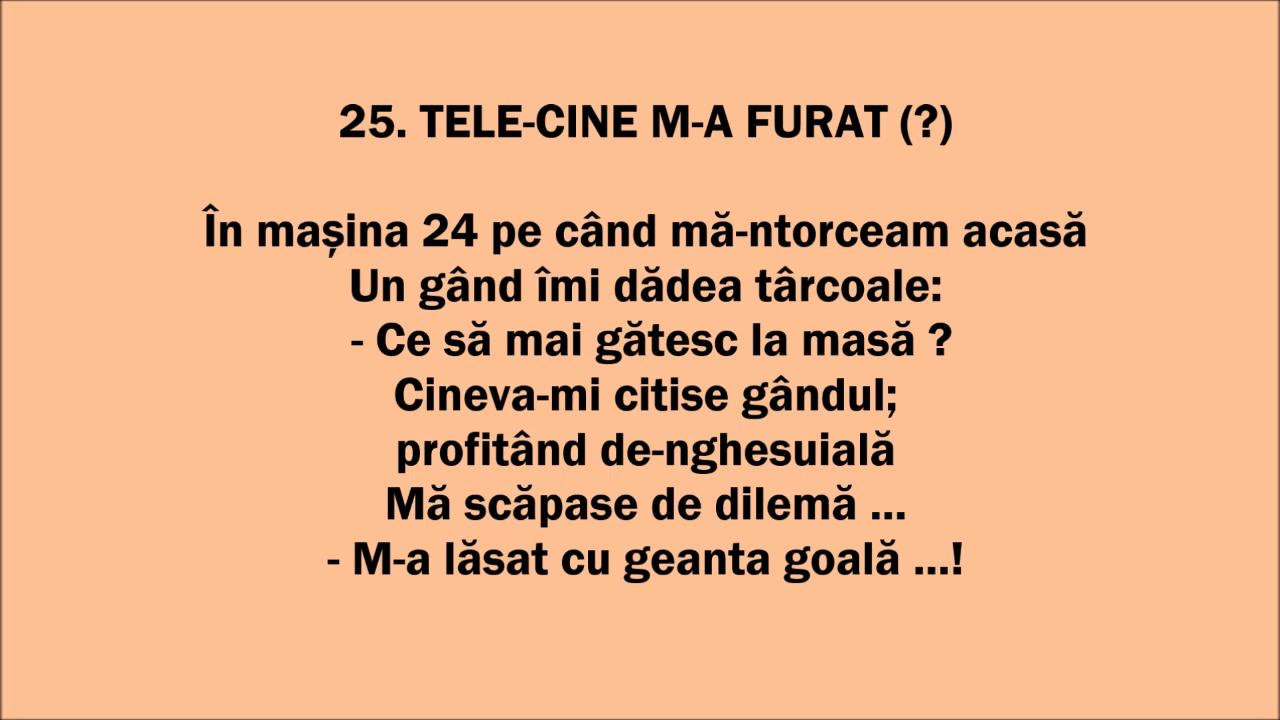 25. TELE-CINE M-A FURAT (?)
În mașina 24 pe când mă-ntorceam acasă
Un gând îmi dădea târcoale:
- Ce să mai gătesc la masă ?
Cineva-mi citise gândul;
profitând de-nghesuială
Mă scăpase de dilemă ...
- M-a lăsat cu geanta goală ...!